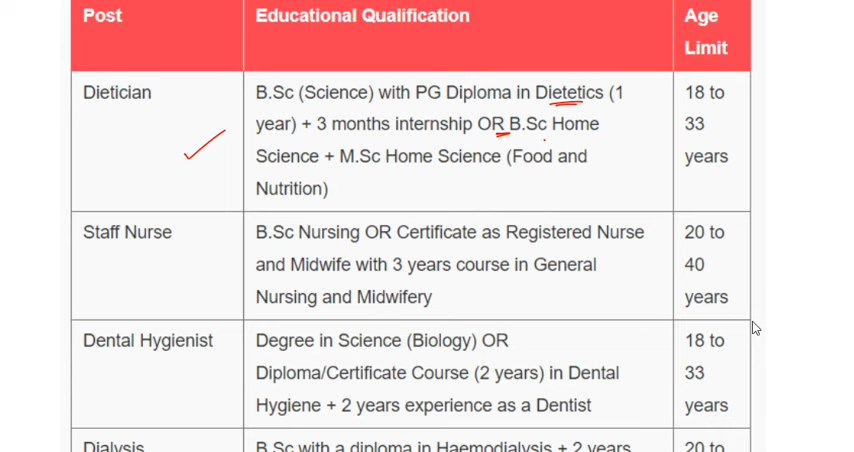 Post Educational Qualification Age
Limit
Dietician B.Sc (Science) with PG Diploma in Dietetics (1 18 to
year) + 3 months internship OR B.Sc Home 33
Science + M.Sc Home Science (Food and years
Nutrition)
Staff Nurse B.Sc Nursing OR Certificate as Registered Nurse 20 to
and Midwife with 3 years course in General 40
Nursing and Midwifery years
Dental Hygienist Degree in Science (Biology) OR 18 to
Diploma/Certificate Course (2 years) in Dental 33
Hygiene + 2 years experience as a Dentist years
Dialysis B.Sc with a diploma in Haemodialysis + 2 years 20 to